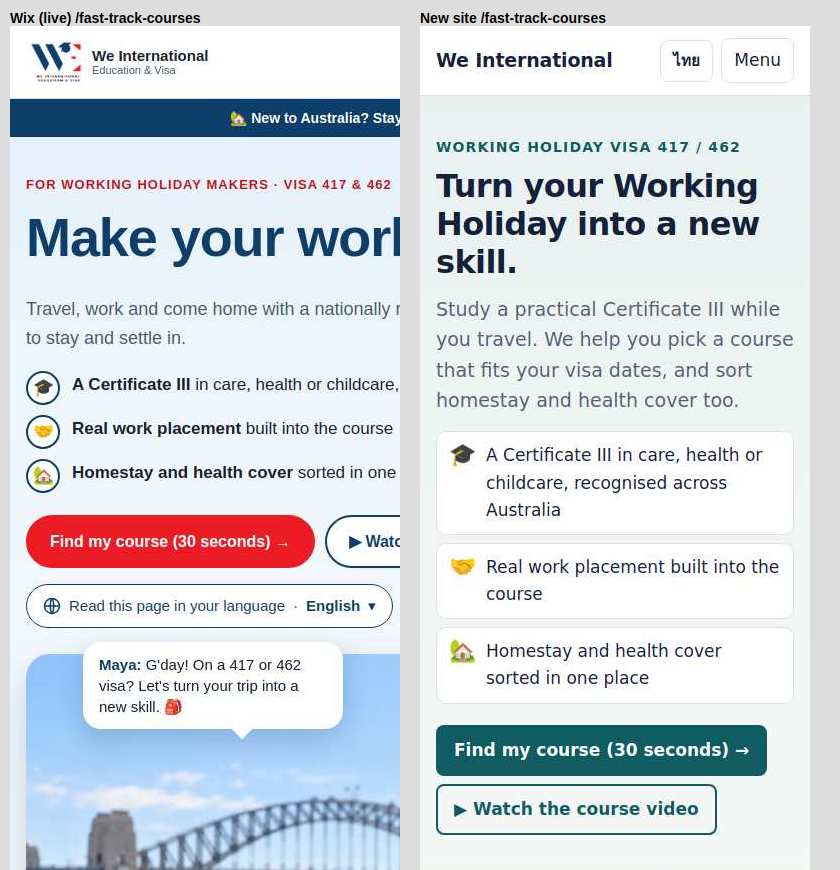 Wix (live) /fast-track-courses
WE INTERNATIONAL
EDUCATION & VISA
We International
Education & Visa
🏡 New to Australia? Stay
FOR WORKING HOLIDAY MAKERS · VISA 417 & 462
Make your work
Travel, work and come home with a nationally r
to stay and settle in.
🎓 A Certificate III in care, health or childcare,
🤝 Real work placement built into the course
🏡 Homestay and health cover sorted in one
Find my course (30 seconds) →
▶ Watc
Read this page in your language · English ▾
Maya: G'day! On a 417 or 462
visa? Let's turn your trip into a
new skill. 🎒
New site /fast-track-courses
We International
ไทย
Menu
WORKING HOLIDAY VISA 417 / 462
Turn your Working
Holiday into a new
skill.
Study a practical Certificate III while
you travel. We help you pick a course
that fits your visa dates, and sort
homestay and health cover too.
🎓 A Certificate III in care, health or
childcare, recognised across
Australia
🤝 Real work placement built into the
course
🏡 Homestay and health cover
sorted in one place
Find my course (30 seconds) →
▶ Watch the course video